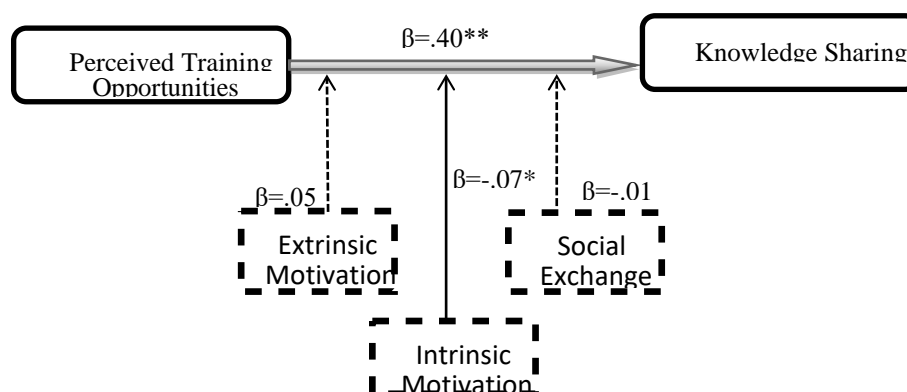 β=.40**
Perceived Training
Opportunities
Knowledge Sharing
β=.05
β=-.07*
β=-.01
Extrinsic
Motivation
Social
Exchange
Intrinsic
Motivation